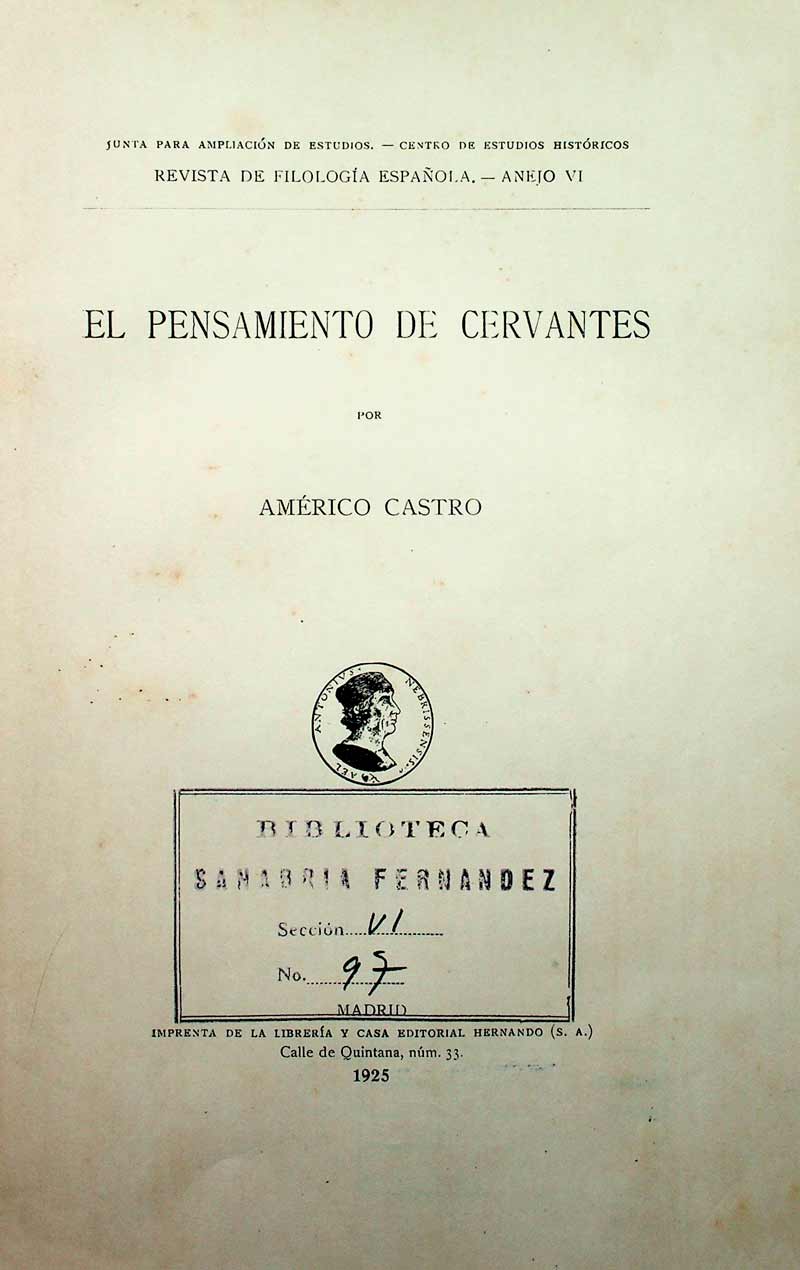 JUNTA PARA AMPLIACIÓN DE ESTUDIOS. — CENTRO DE ESTUDIOS HISTÓRICOS
REVISTA DE FILOLOGÍA ESPAÑOLA. — ANEJO VI
EL PENSAMIENTO DE CERVANTES
POR
AMÉRICO CASTRO
ANTONIVS NEBRISSENSIS
BIBLIOTECA
SANABRIA FERNANDEZ
Sección VI
No. 97
MADRID
IMPRENTA DE LA LIBRERÍA Y CASA EDITORIAL HERNANDO (S. A.)
Calle de Quintana, núm. 33.
1925